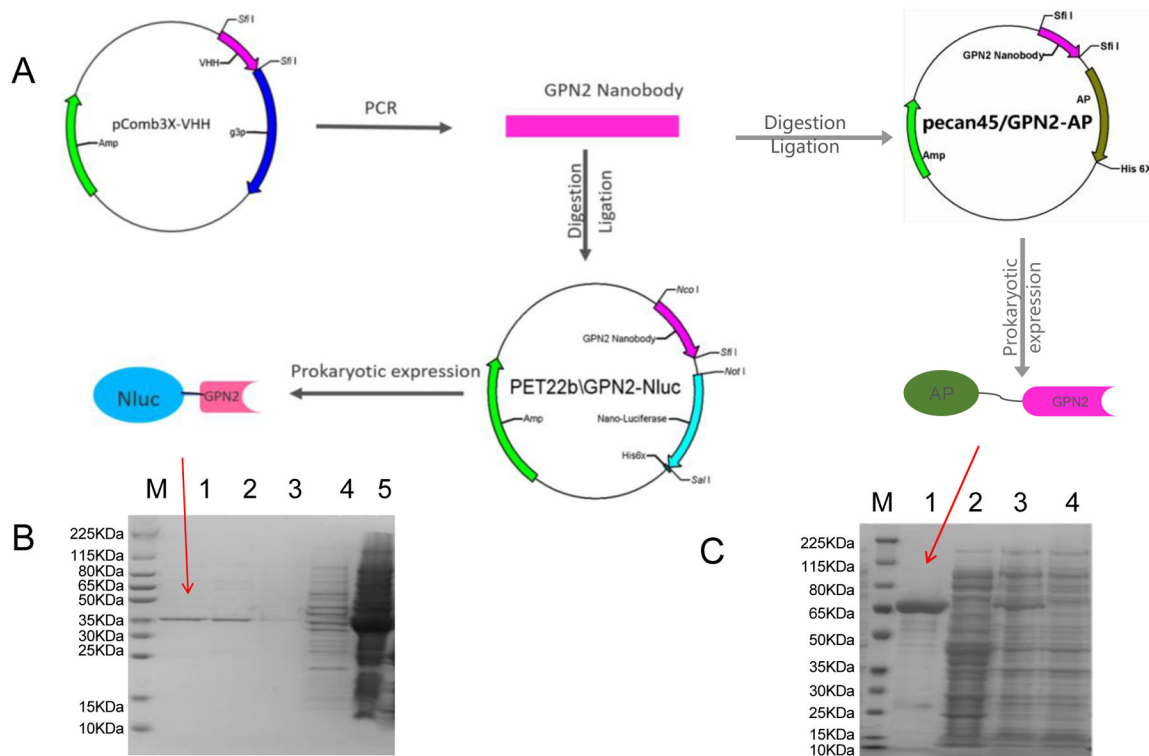 A
Sfi I
VHH
Sfi I
pComb3X-VHH
g3p
Amp
PCR
GPN2 Nanobody
Digestion
Ligation
Sfi I
GPN2 Nanobody
Sfi I
AP
pecan45/GPN2-AP
Amp
His 6X
Digestion
Ligation
Prokaryotic
expression
Nco I
GPN2 Nanobody
Sfi I
Not I
PET22b\GPN2-Nluc
Nano-Luciferase
Amp
His6x
Sal I
Prokaryotic expression
Nluc
GPN2
AP
GPN2
B
M 1 2 3 4 5
225KDa
115KDa
80KDa
65KDa
50KDa
35KDa
30KDa
25KDa
15KDa
10KDa
C
M 1 2 3 4
225KDa
115KDa
80KDa
65KDa
50KDa
35KDa
30KDa
25KDa
15KDa
10KDa